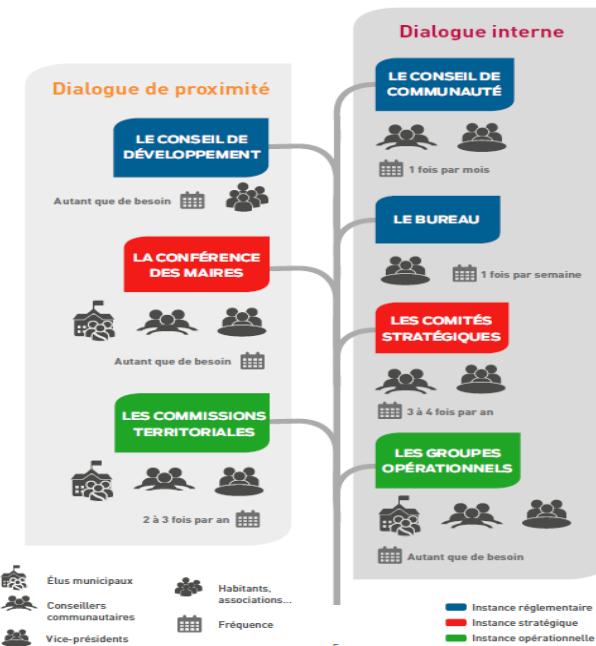 Dialogue de proximité
LE CONSEIL DE
DÉVELOPPEMENT
Autant que de besoin
LA CONFÉRENCE
DES MAIRES
Autant que de besoin
LES COMMISSIONS
TERRITORIALES
2 à 3 fois par an
Dialogue interne
LE CONSEIL DE
COMMUNAUTÉ
1 fois par mois
LE BUREAU
1 fois par semaine
LES COMITÉS
STRATÉGIQUES
3 à 4 fois par an
LES GROUPES
OPÉRATIONNELS
Autant que de besoin
Élus municipaux
Conseillers
communautaires
Vice-présidents
Habitants,
associations...
Fréquence
Instance réglementaire
Instance stratégique
Instance opérationnelle